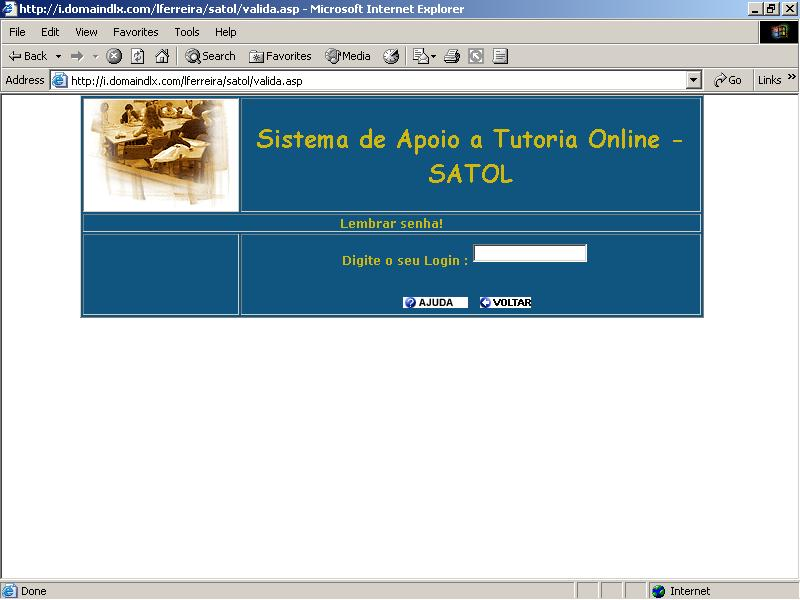 http://i.domaindlx.com/lferreira/satol/valida.asp - Microsoft Internet Explorer
File Edit View Favorites Tools Help
Back Search Favorites Media
Address http://i.domaindlx.com/lferreira/satol/valida.asp Go Links »
Sistema de Apoio a Tutoria Online -
SATOL
Lembrar senha!
Digite o seu Login :
AJUDA VOLTAR
Done Internet